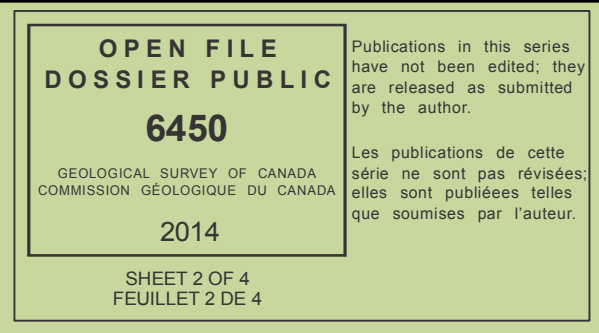 OPEN FILE
DOSSIER PUBLIC
6450
GEOLOGICAL SURVEY OF CANADA
COMMISSION GÉOLOGIQUE DU CANADA
2014
SHEET 2 OF 4
FEUILLET 2 DE 4
Publications in this series
have not been edited; they
are released as submitted
by the author.
Les publications de cette
série ne sont pas révisées;
elles sont publiéees telles
que soumises par l'auteur.